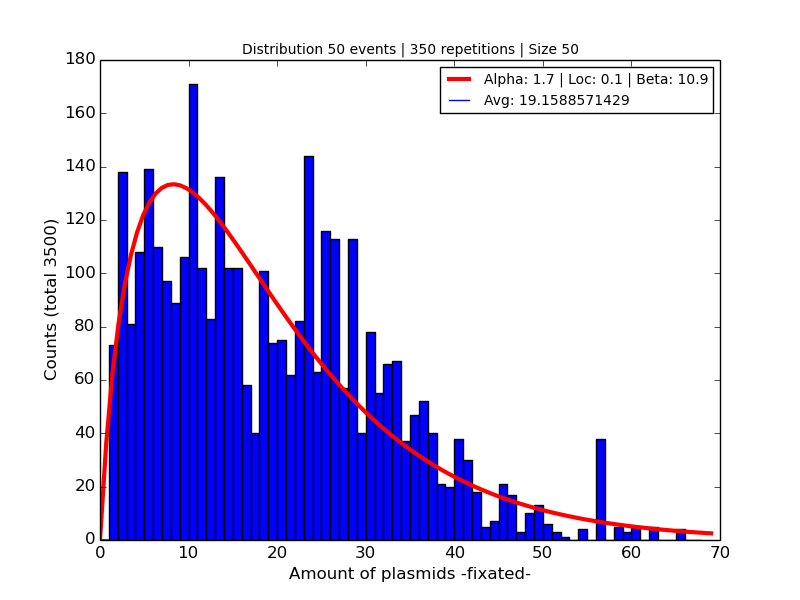 Distribution 50 events | 350 repetitions | Size 50
Alpha: 1.7 | Loc: 0.1 | Beta: 10.9
Avg: 19.1588571429
Counts (total 3500)
180
160
140
120
100
80
60
40
20
0
0 10 20 30 40 50 60 70
Amount of plasmids -fixated-